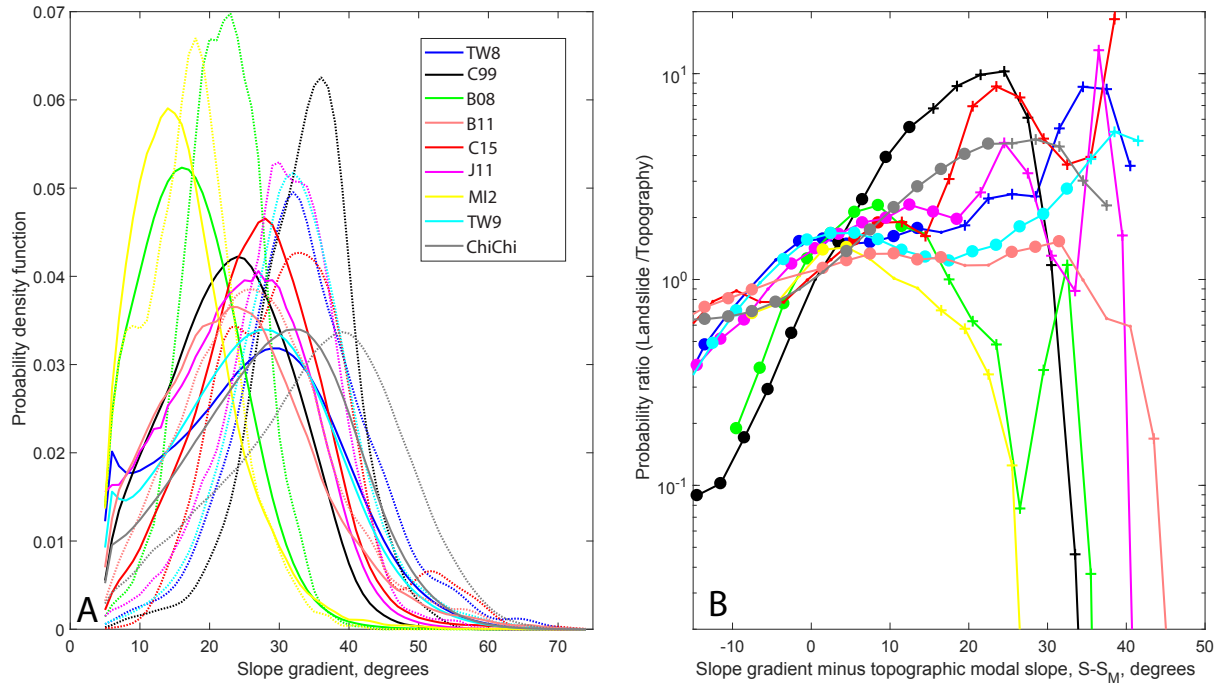 0.07
0.06
0.05
0.04
0.03
0.02
0.01
0
Probability density function
A
0 10 20 30 40 50 60 70
Slope gradient, degrees
TW8
C99
B08
B11
C15
J11
MI2
TW9
ChiChi
10^1
10^0
10^-1
Probability ratio (Landslide /Topography)
B
-10 0 10 20 30 40 50
Slope gradient minus topographic modal slope, S-S_M, degrees